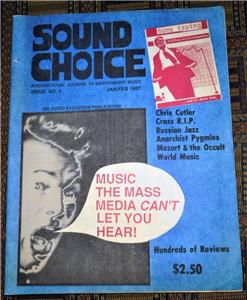 SOUND
CHOICE
INTERNATIONAL JOURNAL OF INDEPENDENT MUSIC
ISSUE NO. 6 JAN/FEB 1987
AN AUDIO EVOLUTION PUBLICATION
Home taping
Chris Cutler
Crass R.I.P.
Russian Jazz
Anarchist Pygmies
Mozart & the Occult
World Music
MUSIC
THE MASS
MEDIA CAN'T
LET YOU
HEAR!
Hundreds of Reviews
$2.50